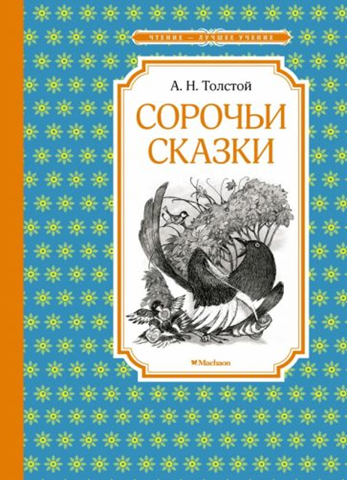 ЧТЕНИЕ – ЛУЧШЕЕ УЧЕНИЕ
А. Н. Толстой
СОРОЧЬИ
СКАЗКИ
Machaon